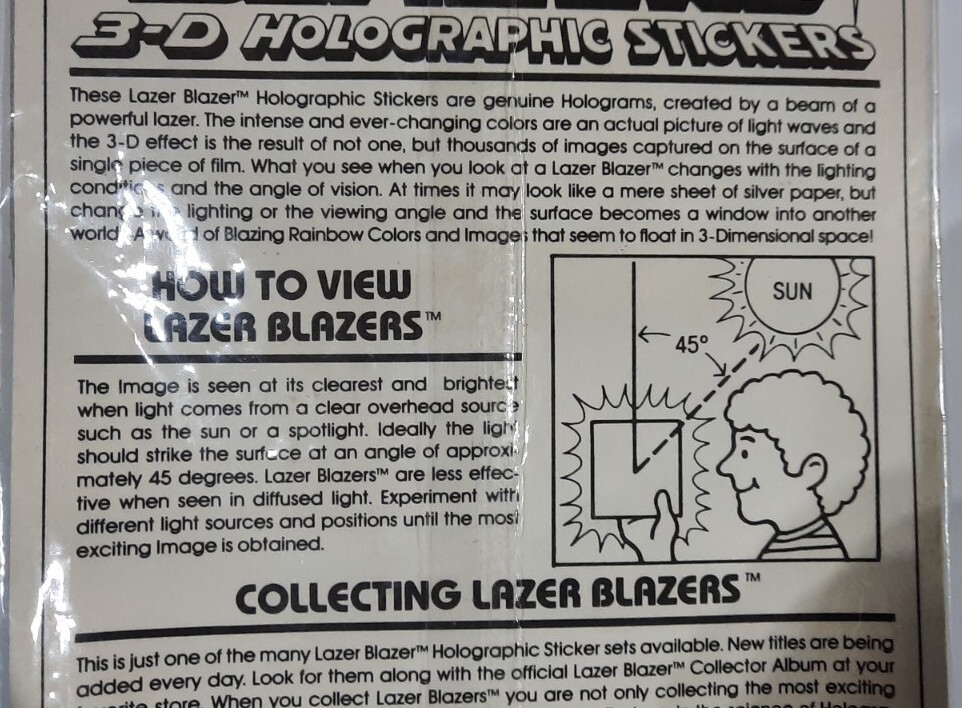 3-D HOLOGRAPHIC STICKERS
These Lazer Blazer™ Holographic Stickers are genuine Holograms, created by a beam of a
powerful lazer. The intense and ever-changing colors are an actual picture of light waves and
the 3-D effect is the result of not one, but thousands of images captured on the surface of a
single piece of film. What you see when you look at a Lazer Blazer™ changes with the lighting
conditions and the angle of vision. At times it may look like a mere sheet of silver paper, but
change the lighting or the viewing angle and the surface becomes a window into another
world. A world of Blazing Rainbow Colors and Images that seem to float in 3-Dimensional space!
HOW TO VIEW
LAZER BLAZERS™
The Image is seen at its clearest and brightest
when light comes from a clear overhead source
such as the sun or a spotlight. Ideally the light
should strike the surface at an angle of approxi-
mately 45 degrees. Lazer Blazers™ are less effec-
tive when seen in diffused light. Experiment with
different light sources and positions until the most
exciting Image is obtained.
SUN
45°
COLLECTING LAZER BLAZERS™
This is just one of the many Lazer Blazer™ Holographic Sticker sets available. New titles are being
added every day. Look for them along with the official Lazer Blazer™ Collector Album at your
store. When you collect Lazer Blazers™ you are not only collecting the most exciting